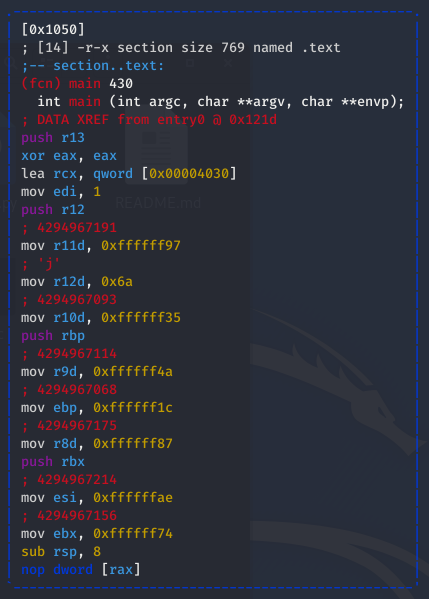 [0x1050]
; [14] -r-x section size 769 named .text
;-- section..text:
(fcn) main 430
int main (int argc, char **argv, char **envp);
; DATA XREF from entry0 @ 0x121d
push r13
xor eax, eax
lea rcx, qword [0x00004030]
mov edi, 1
push r12
README.md
; 4294967191
mov r11d, 0xffffff97
; 'j'
mov r12d, 0x6a
; 4294967093
mov r10d, 0xffffff35
push rbp
; 4294967114
mov r9d, 0xffffff4a
; 4294967068
mov ebp, 0xffffff1c
; 4294967175
mov r8d, 0xffffff87
push rbx
; 4294967214
mov esi, 0xffffffae
; 4294967156
mov ebx, 0xffffff74
sub rsp, 8
nop dword [rax]